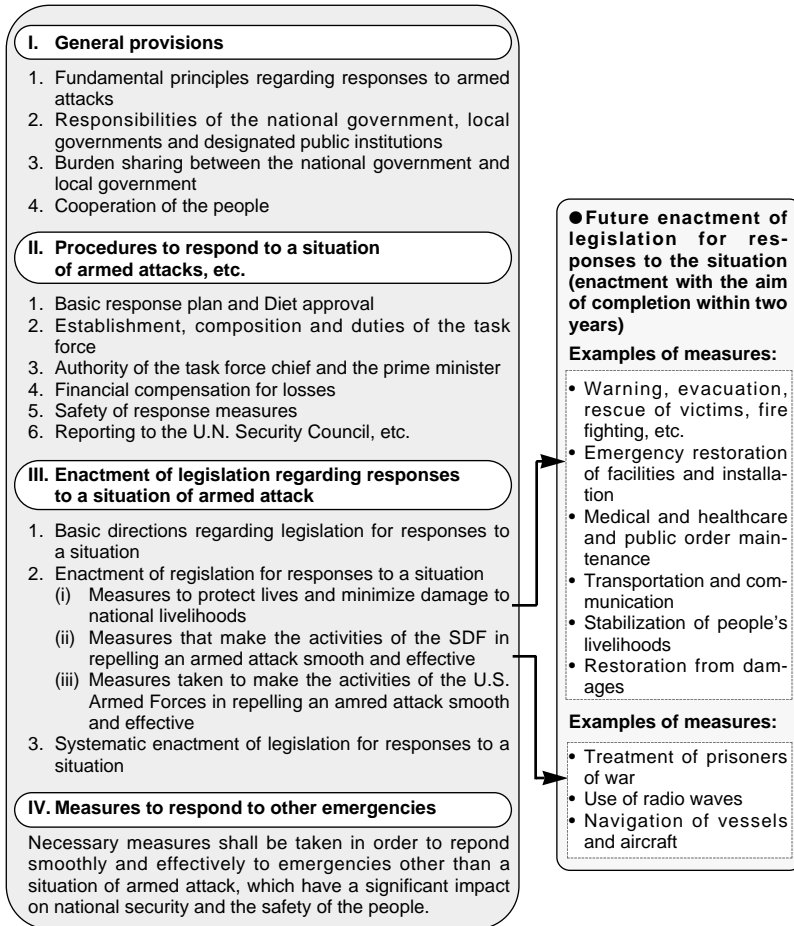 I. General provisions
1. Fundamental principles regarding responses to armed
attacks
2. Responsibilities of the national government, local
governments and designated public institutions
3. Burden sharing between the national government and
local government
4. Cooperation of the people
II. Procedures to respond to a situation
of armed attacks, etc.
1. Basic response plan and Diet approval
2. Establishment, composition and duties of the task
force
3. Authority of the task force chief and the prime minister
4. Financial compensation for losses
5. Safety of response measures
6. Reporting to the U.N. Security Council, etc.
III. Enactment of legislation regarding responses
to a situation of armed attack
1. Basic directions regarding legislation for responses to
a situation
2. Enactment of regislation for responses to a situation
(i) Measures to protect lives and minimize damage to
national livelihoods
(ii) Measures that make the activities of the SDF in
repelling an armed attack smooth and effective
(iii) Measures taken to make the activities of the U.S.
Armed Forces in repelling an amred attack smooth
and effective
3. Systematic enactment of legislation for responses to a
situation
IV. Measures to respond to other emergencies
Necessary measures shall be taken in order to repond
smoothly and effectively to emergencies other than a
situation of armed attack, which have a significant impact
on national security and the safety of the people.
●Future enactment of
legislation for res-
ponses to the situation
(enactment with the aim
of completion within two
years)
Examples of measures:
• Warning, evacuation,
rescue of victims, fire
fighting, etc.
• Emergency restoration
of facilities and installa-
tion
• Medical and healthcare
and public order main-
tenance
• Transportation and com-
munication
• Stabilization of people's
livelihoods
• Restoration from dam-
ages
Examples of measures:
• Treatment of prisoners
of war
• Use of radio waves
• Navigation of vessels
and aircraft